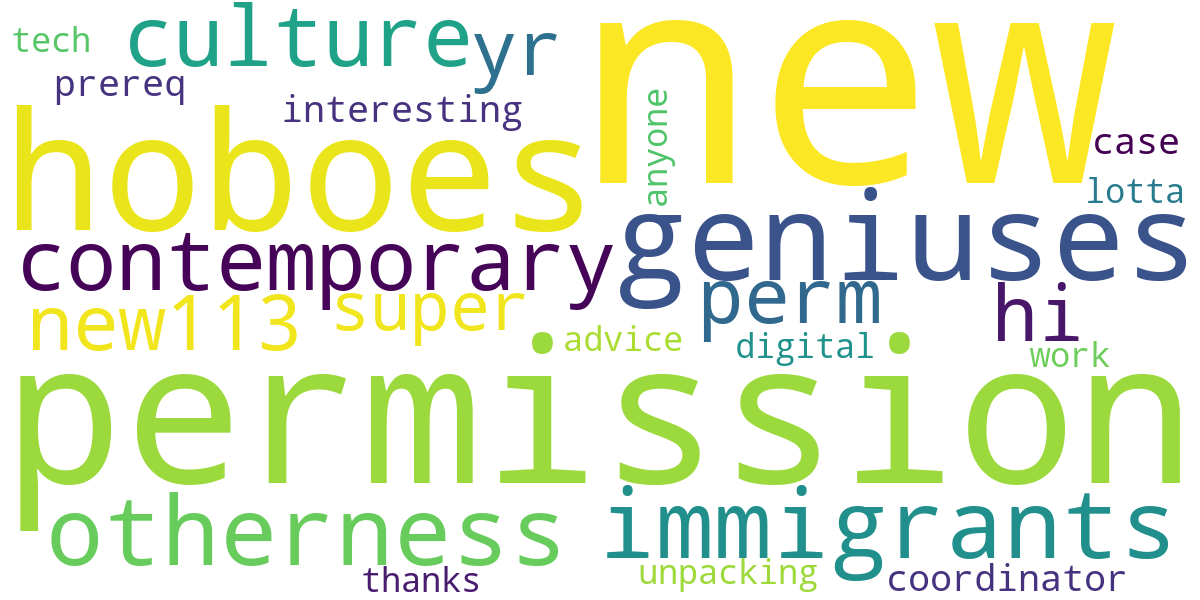 tech
culture
yr
new
prereq
interesting
anyone
hoboes
case
lotta
geniuses
contemporary
perm
hi
new113
super
advice
digital
work
permission
otherness
immigrants
unpacking
thanks
coordinator